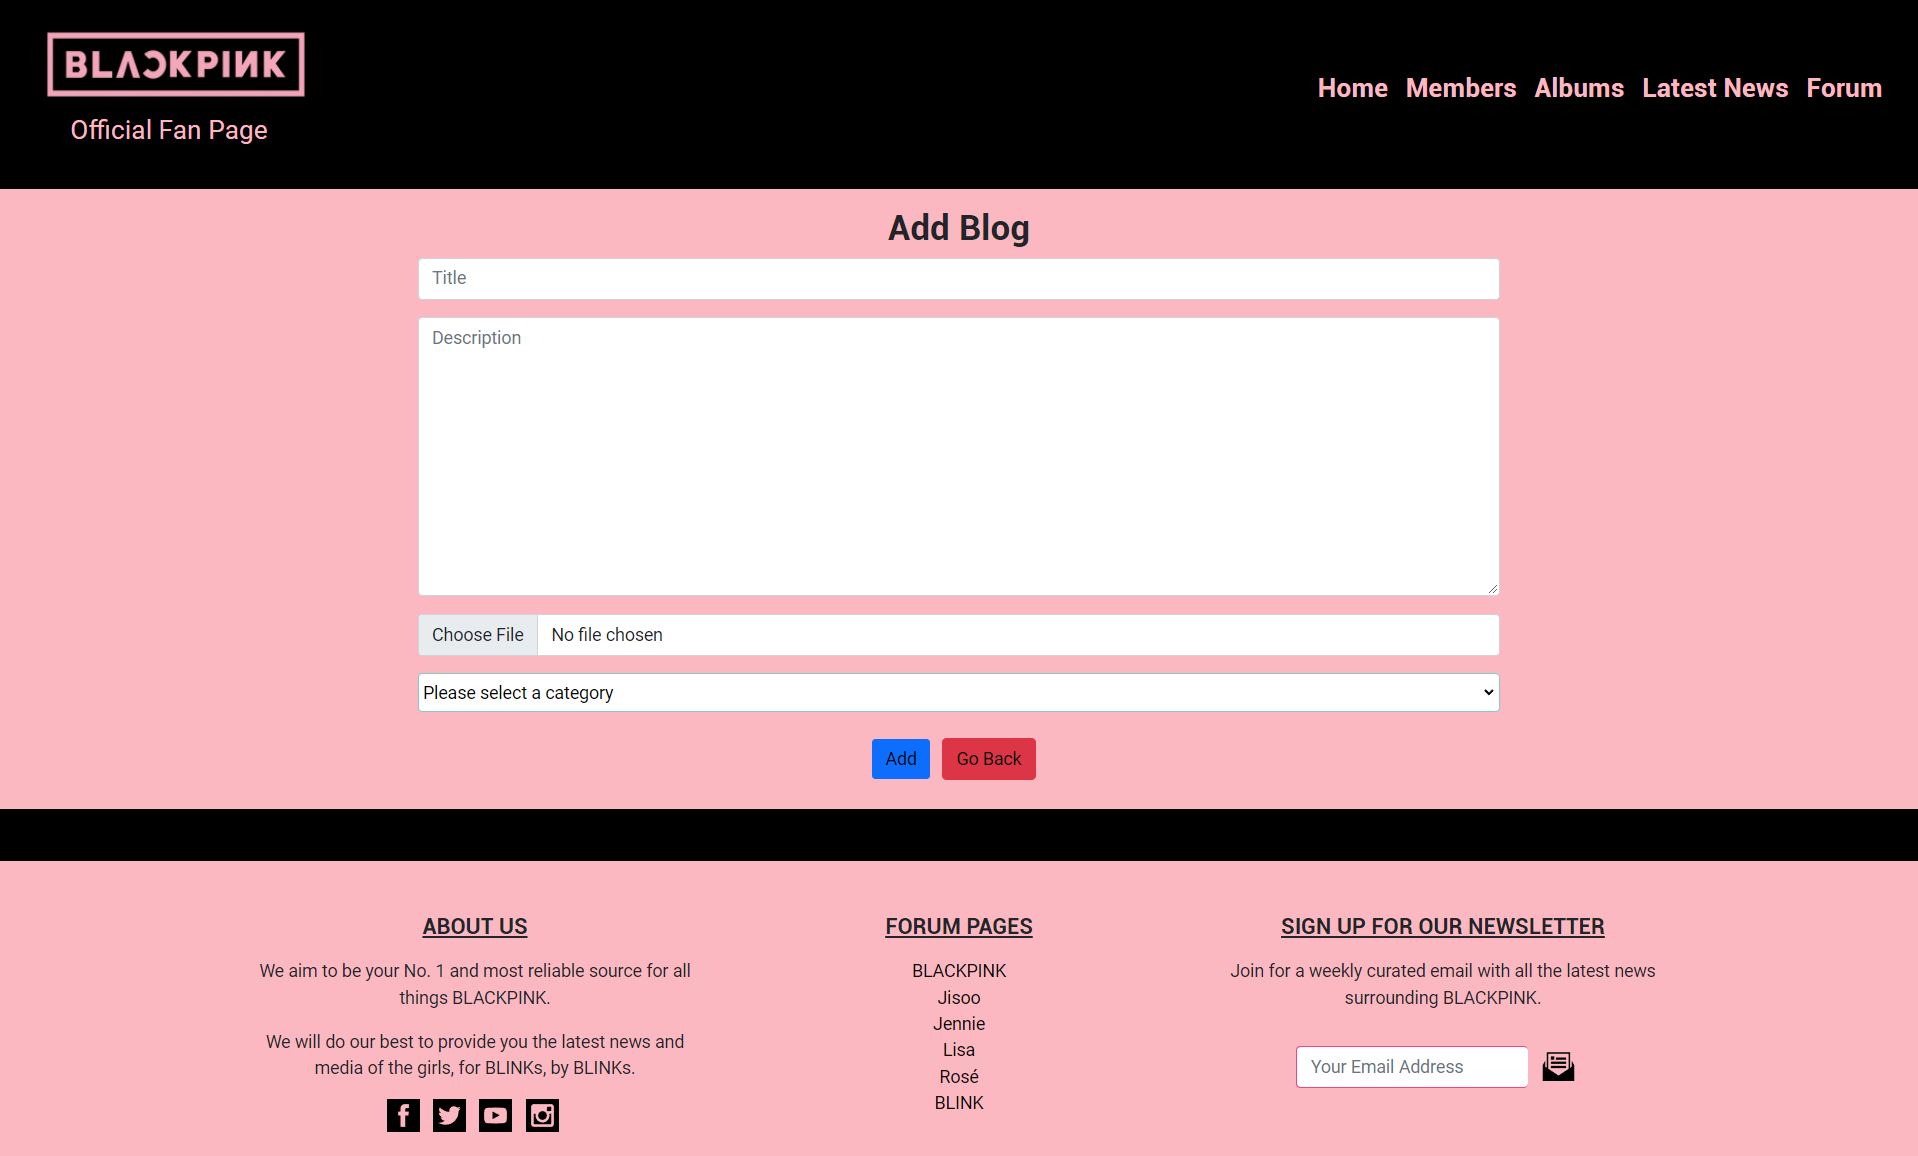 BLACKPINK
Official Fan Page
Home Members Albums Latest News Forum
Add Blog
Title
Description
Choose File No file chosen
Please select a category
Add Go Back
ABOUT US
We aim to be your No. 1 and most reliable source for all
things BLACKPINK.
We will do our best to provide you the latest news and
media of the girls, for BLINKs, by BLINKs.
FORUM PAGES
BLACKPINK
Jisoo
Jennie
Lisa
Rosé
BLINK
SIGN UP FOR OUR NEWSLETTER
Join for a weekly curated email with all the latest news
surrounding BLACKPINK.
Your Email Address